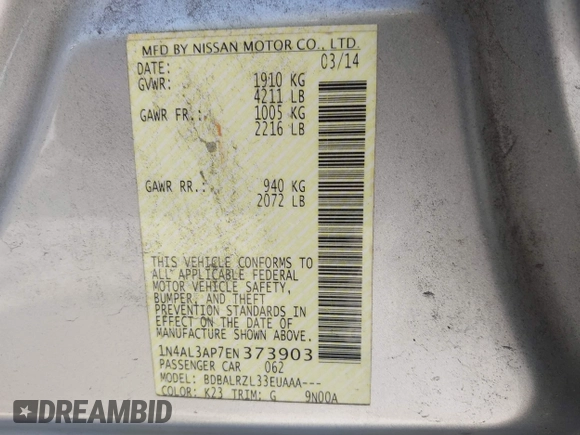 MFD BY NISSAN MOTOR CO., LTD.
DATE: 03/14
GVWR: 1910 KG
4211 LB
GAWR FR.: 1005 KG
2216 LB
GAWR RR.: 940 KG
2072 LB
THIS VEHICLE CONFORMS TO
ALL APPLICABLE FEDERAL
MOTOR VEHICLE SAFETY,
BUMPER, AND THEFT
PREVENTION STANDARDS IN
EFFECT ON THE DATE OF
MANUFACTURE SHOWN ABOVE.
1N4AL3AP7EN373903
PASSENGER CAR 062
MODEL: BDBALRZL33EUAAA---
COLOR: K23 TRIM: G 9N00A
CARDIMBO